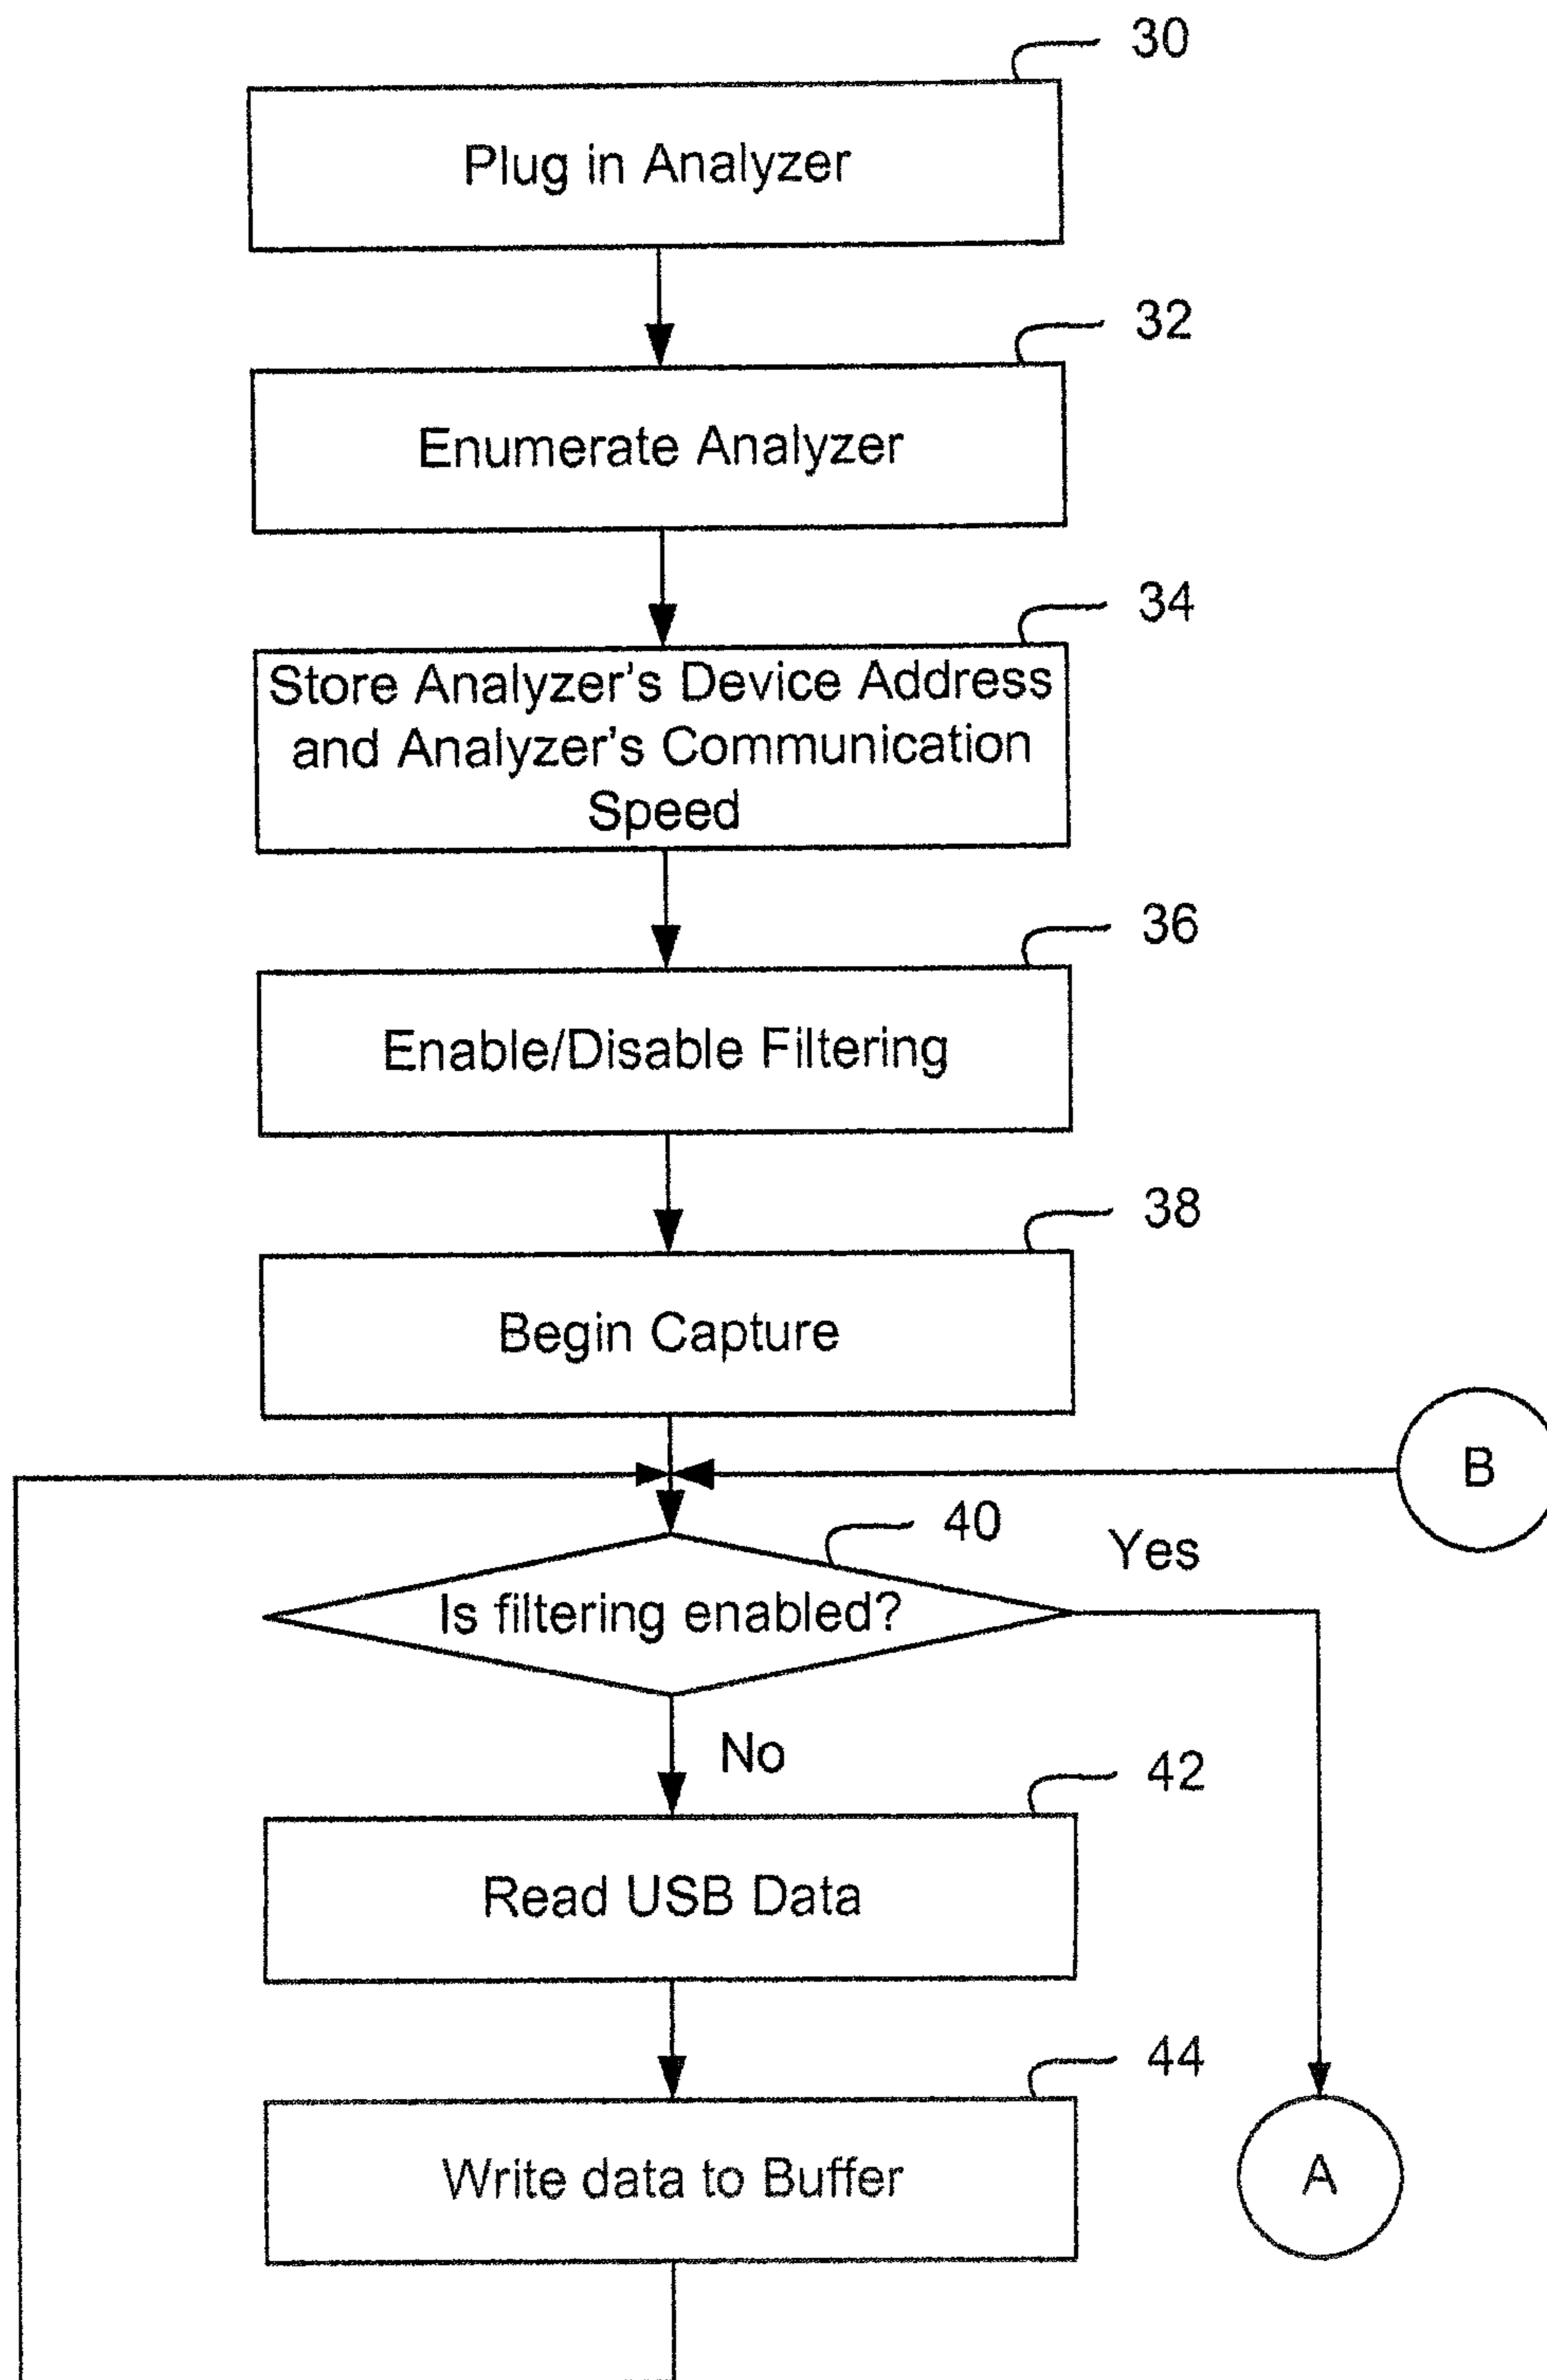 30
Plug in Analyzer
32
Enumerate Analyzer
34
Store Analyzer's Device Address
and Analyzer's Communication
Speed
36
Enable/Disable Filtering
38
Begin Capture
B
40
Yes
Is filtering enabled?
No
42
Read USB Data
44
Write data to Buffer
A